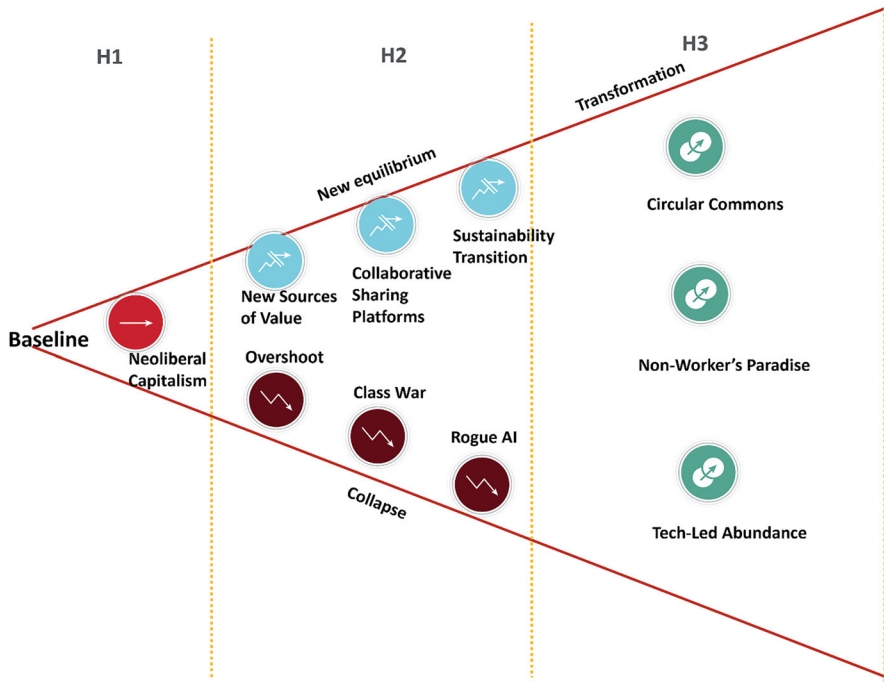 H1
H2
H3
Transformation
New equilibrium
Circular Commons
Sustainability
Transition
Collaborative
Sharing
Platforms
New Sources
of Value
Baseline
Neoliberal
Capitalism
Overshoot
Class War
Rogue AI
Non-Worker's Paradise
Collapse
Tech-Led Abundance